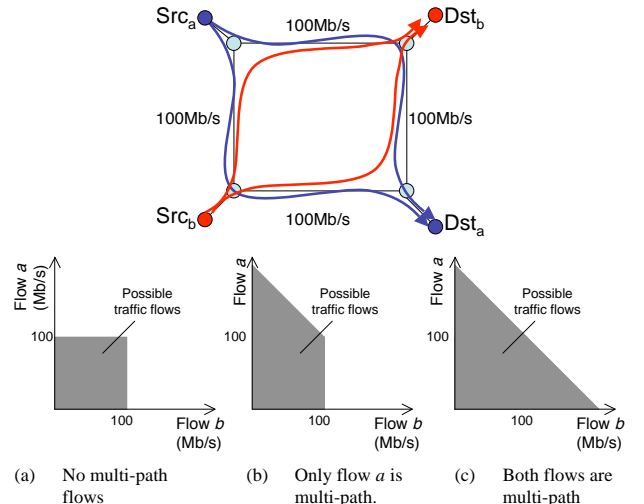 Srcₐ
100Mb/s
Dst_b
100Mb/s
100Mb/s
Src_b
100Mb/s
Dstₐ
Flow a
(Mb/s)
Possible
traffic flows
100
100
Flow b
(Mb/s)
Flow a
(Mb/s)
Possible
traffic flows
100
100
Flow b
(Mb/s)
Flow a
(Mb/s)
Possible
traffic flows
100
100
Flow b
(Mb/s)
(a) No multi-path
flows
(b) Only flow a is
multi-path.
(c) Both flows are
multi-path